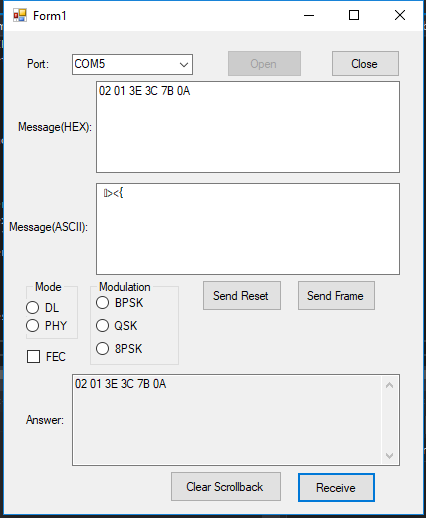 Form1
Port: COM5 Open Close
02 01 3E 3C 7B 0A
Message(HEX):
><{
Message(ASCII):
Mode Modulation
DL BPSK Send Reset Send Frame
PHY QSK
FEC 8PSK
02 01 3E 3C 7B 0A
Answer:
Clear Scrollback Receive